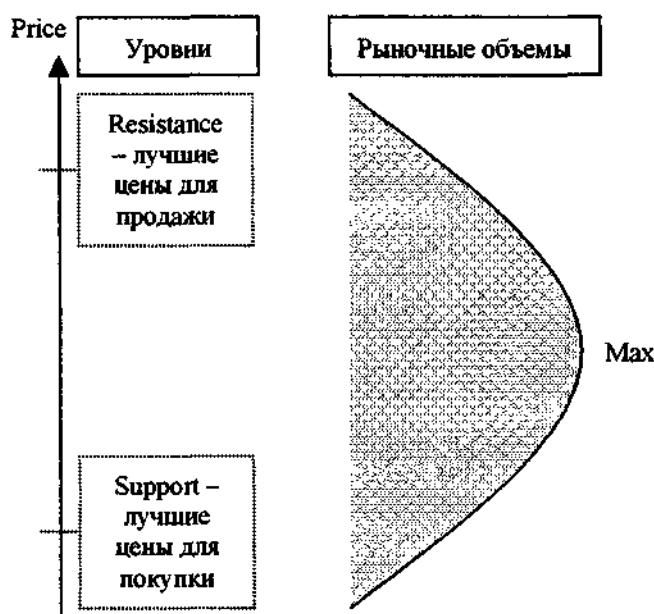 Price
Уровни
Рыночные объемы
Resistance
– лучшие
цены для
продажи
Max
Support –
лучшие
цены для
покупки